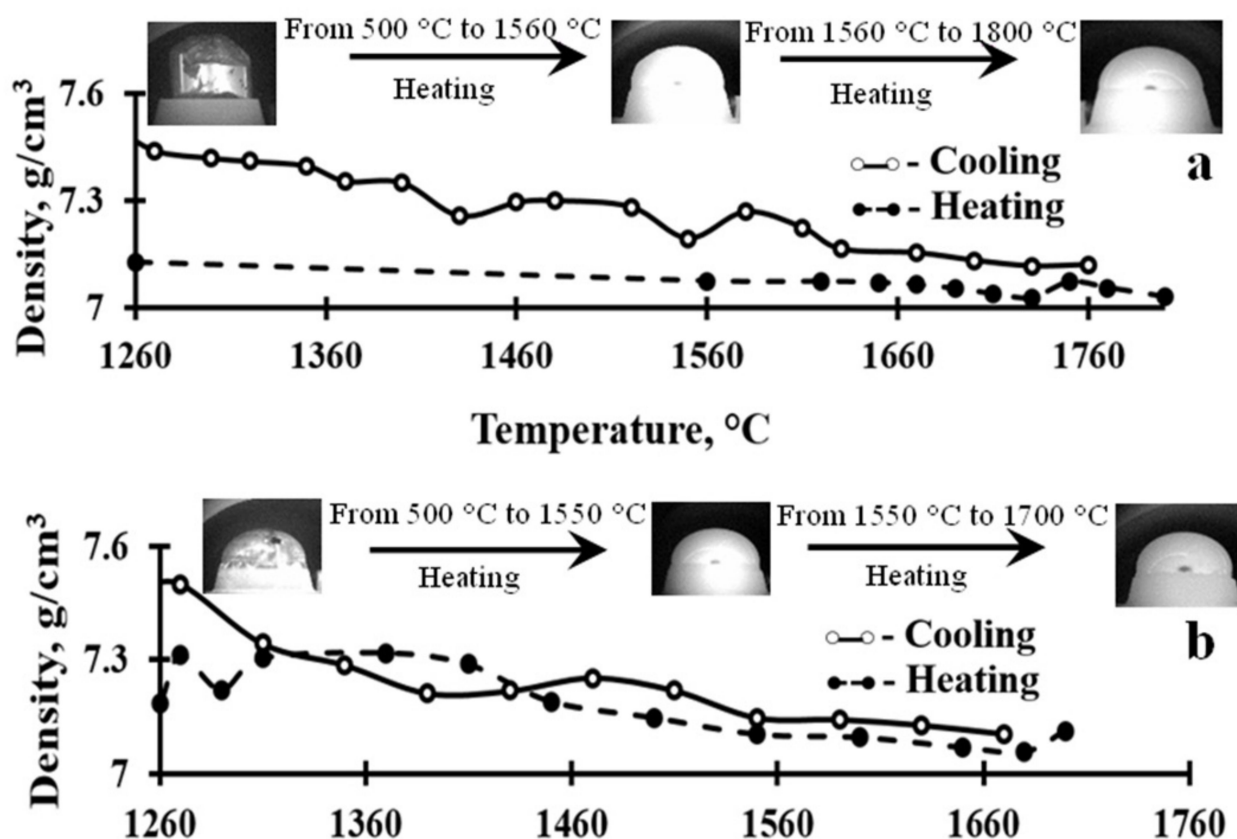 From 500 °C to 1560 °C
Heating
From 1560 °C to 1800 °C
Heating
a
Density, g/cm³
7.6
7.3
7
-o-o- - Cooling
-●-●- - Heating
1260 1360 1460 1560 1660 1760
Temperature, °C
From 500 °C to 1550 °C
Heating
From 1550 °C to 1700 °C
Heating
b
Density, g/cm³
7.6
7.3
7
- Cooling
- Heating
1260 1360 1460 1560 1660 1760